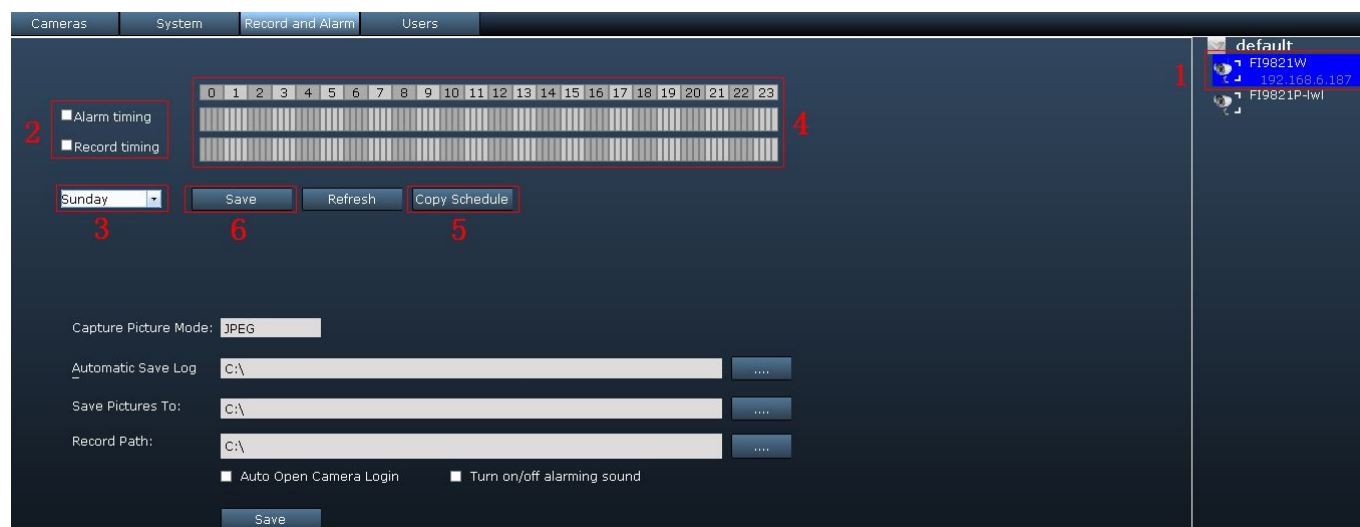 Cameras System Record and Alarm Users
default
1 FI9821W
192.168.6.187
FI9821P-lwl
0 1 2 3 4 5 6 7 8 9 10 11 12 13 14 15 16 17 18 19 20 21 22 23
Alarm timing
2 4
Record timing
Sunday Save Refresh Copy Schedule
3 6 5
Capture Picture Mode: JPEG
Automatic Save Log C:\ ....
Save Pictures To: C:\ ....
Record Path: C:\ ....
Auto Open Camera Login Turn on/off alarming sound
Save